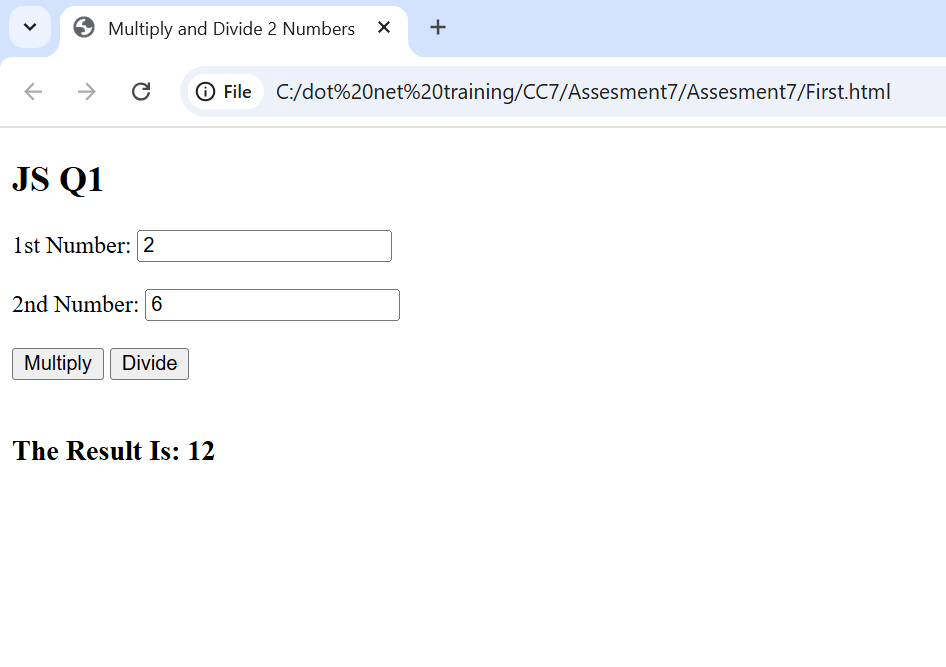 Multiply and Divide 2 Numbers
File C:/dot%20net%20training/CC7/Assesment7/Assesment7/First.html
JS Q1
1st Number: 2
2nd Number: 6
Multiply Divide
The Result Is: 12